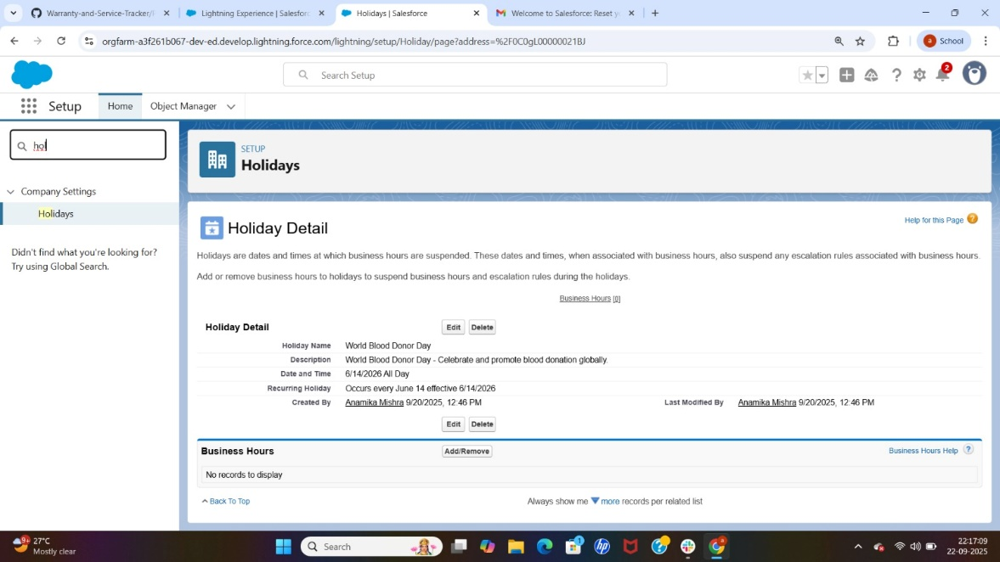 Warranty-and-Service-Tracker/
Lightning Experience | Salesforc
Holidays | Salesforce
Welcome to Salesforce: Reset y
orgfarm-a3f261b067-dev-ed.develop.lightning.force.com/lightning/setup/Holiday/page?address=%2F0C0gL00000021BJ
a School
Search Setup
2
Setup Home Object Manager
hol
Company Settings
Holidays
Didn't find what you're looking for?
Try using Global Search.
SETUP
Holidays
Holiday Detail
Help for this Page ?
Holidays are dates and times at which business hours are suspended. These dates and times, when associated with business hours, also suspend any escalation rules associated with business hours.
Add or remove business hours to holidays to suspend business hours and escalation rules during the holidays.
Business Hours [0]
Holiday Detail Edit Delete
Holiday Name World Blood Donor Day
Description World Blood Donor Day - Celebrate and promote blood donation globally.
Date and Time 6/14/2026 All Day
Recurring Holiday Occurs every June 14 effective 6/14/2026
Created By Anamika Mishra 9/20/2025, 12:46 PM Last Modified By Anamika Mishra 9/20/2025, 12:46 PM
Edit Delete
Business Hours Add/Remove Business Hours Help ?
No records to display
Back To Top Always show me more records per related list
9+ 27°C
Mostly clear
Search
1
hp
22:17:09
22-09-2025